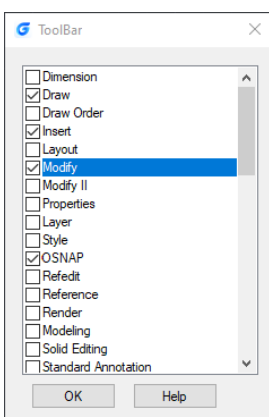 ToolBar
Dimension
Draw
Draw Order
Insert
Layout
Modify
Modify II
Properties
Layer
Style
OSNAP
Refedit
Reference
Render
Modeling
Solid Editing
Standard Annotation
OK Help